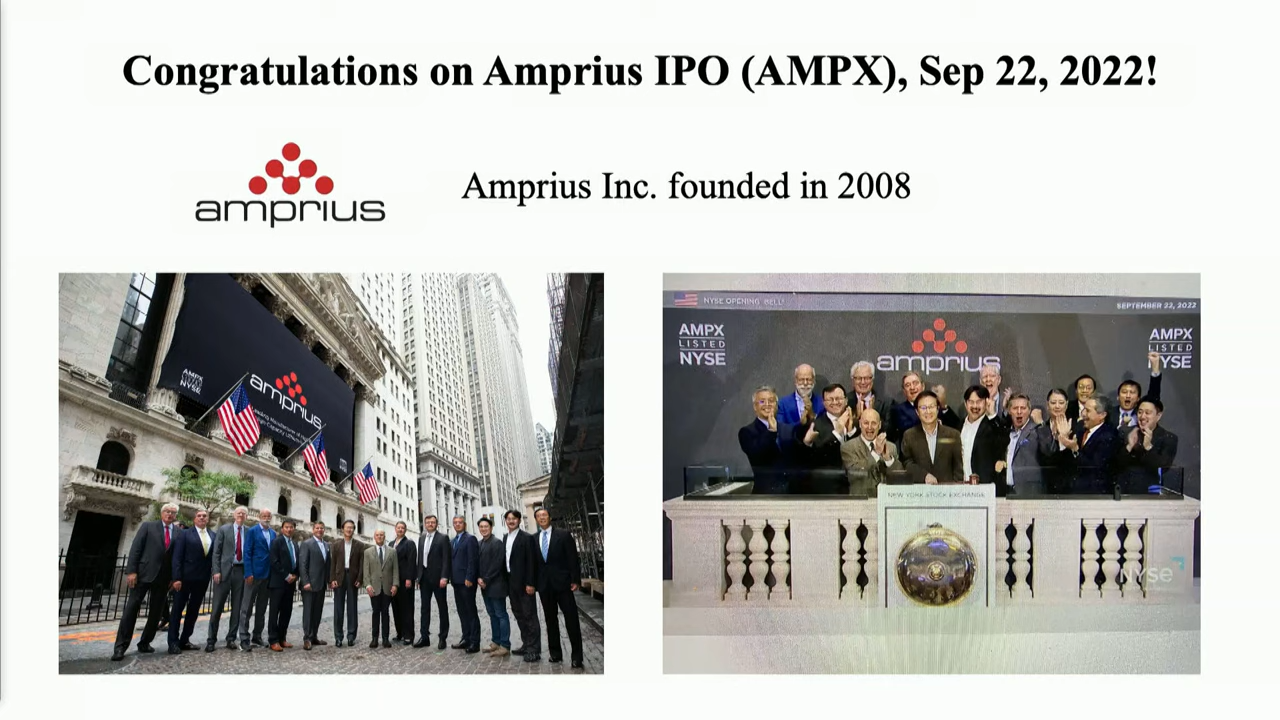 Congratulations on Amprius IPO (AMPX), Sep 22, 2022!
amprius
Amprius Inc. founded in 2008
AMPX
LISTED
NYSE
amprius
NYSE OPENING BELL
SEPTEMBER 22, 2022
AMPX
LISTED
NYSE
amprius
AMPX
LISTED
NYSE
NEW YORK STOCK EXCHANGE
NYSE